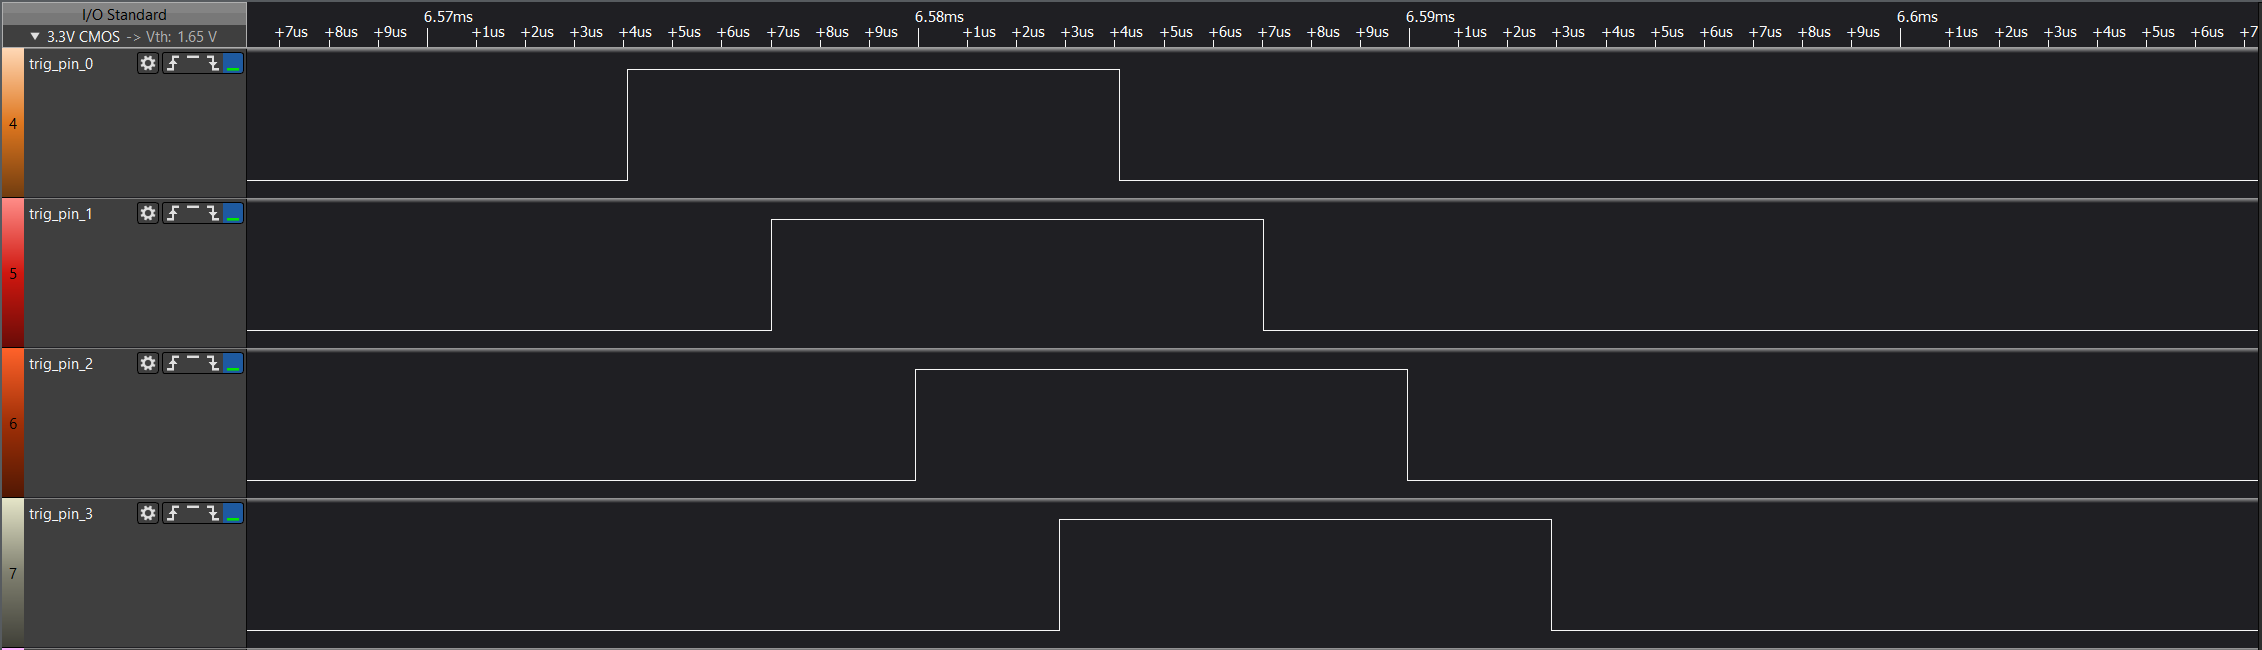 I/O Standard
▼ 3.3V CMOS -> Vth: 1.65 V
6.57ms 6.58ms 6.59ms 6.6ms
+7us +8us +9us +1us +2us +3us +4us +5us +6us +7us +8us +9us +1us +2us +3us +4us +5us +6us +7us +8us +9us +1us +2us +3us +4us +5us +6us +7us +8us +9us +1us +2us +3us +4us +5us +6us +7
trig_pin_0
4
trig_pin_1
5
trig_pin_2
6
trig_pin_3
7